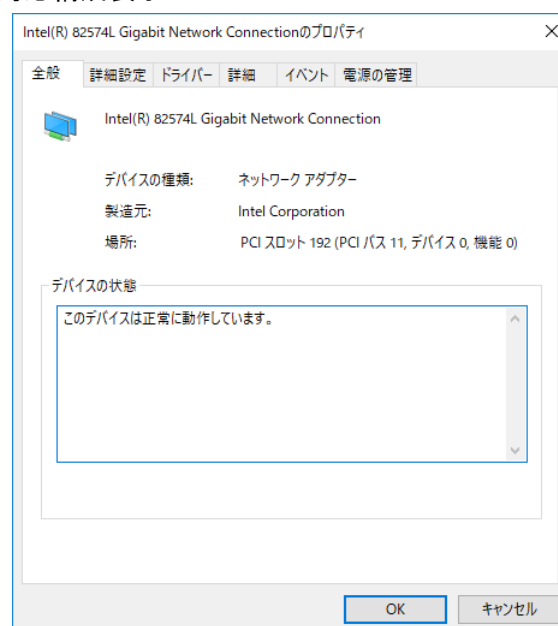 Intel(R) 82574L Gigabit Network Connectionのプロパティ
全般 詳細設定 ドライバー 詳細 イベント 電源の管理
Intel(R) 82574L Gigabit Network Connection
デバイスの種類: ネットワーク アダプター
製造元: Intel Corporation
場所: PCI スロット 192 (PCI バス 11, デバイス 0, 機能 0)
デバイスの状態
このデバイスは正常に動作しています。
OK キャンセル